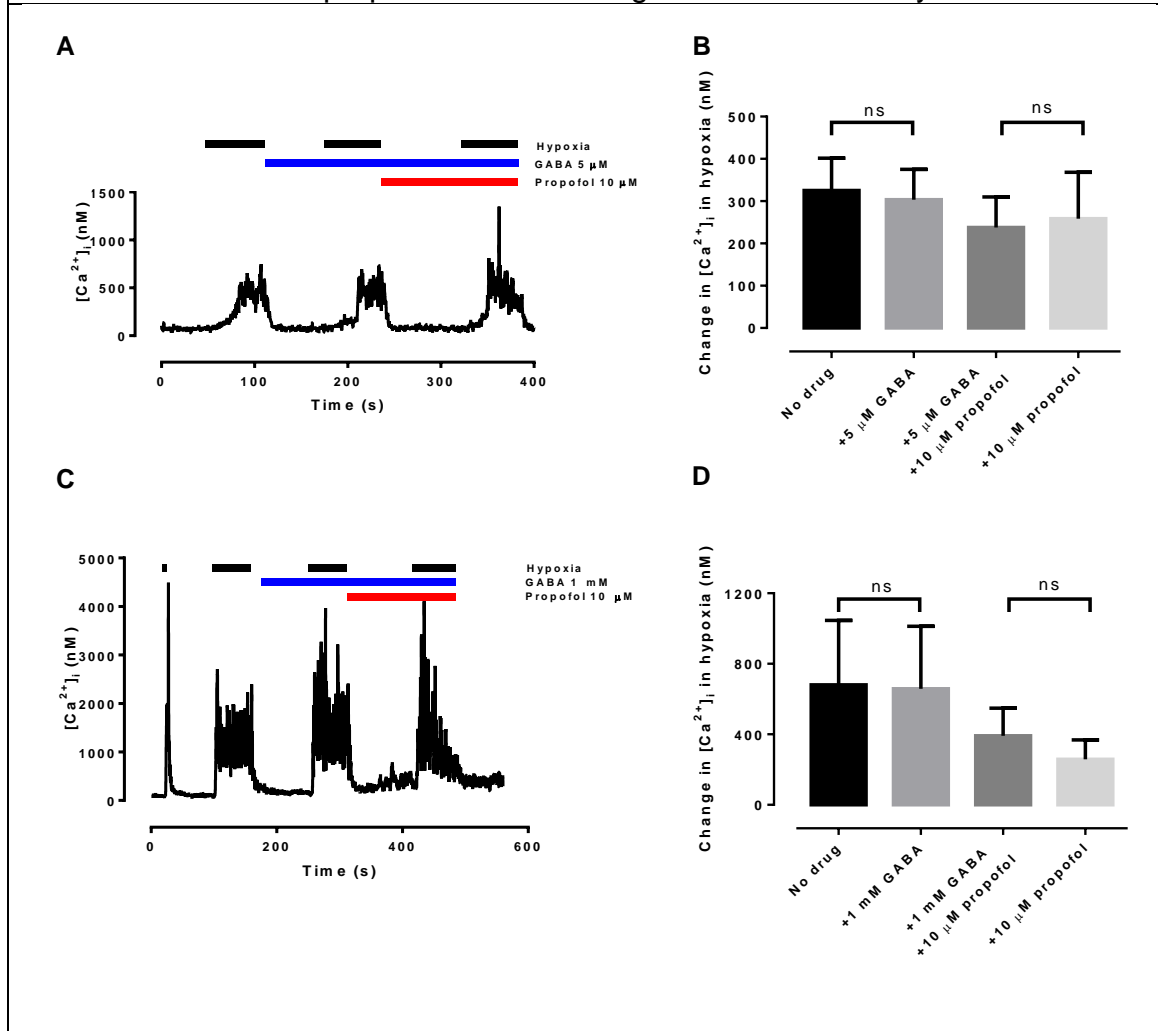 A
Hypoxia
GABA 5 μM
Propofol 10 μM
[Ca²⁺]ᵢ (nM)
1500
1000
500
0
0 100 200 300 400
Time (s)
B
Change in [Ca²⁺]ᵢ in hypoxia (nM)
500
400
300
200
100
0
ns ns
No drug
+5 μM GABA
+5 μM GABA
+10 μM propofol
+10 μM propofol
C
Hypoxia
GABA 1 mM
Propofol 10 μM
[Ca²⁺]ᵢ (nM)
5000
4000
3000
2000
1000
0
0 200 400 600
Time (s)
D
Change in [Ca²⁺]ᵢ in hypoxia (nM)
1200
800
400
0
ns ns
No drug
+1 mM GABA
+1 mM GABA
+10 μM propofol
+10 μM propofol